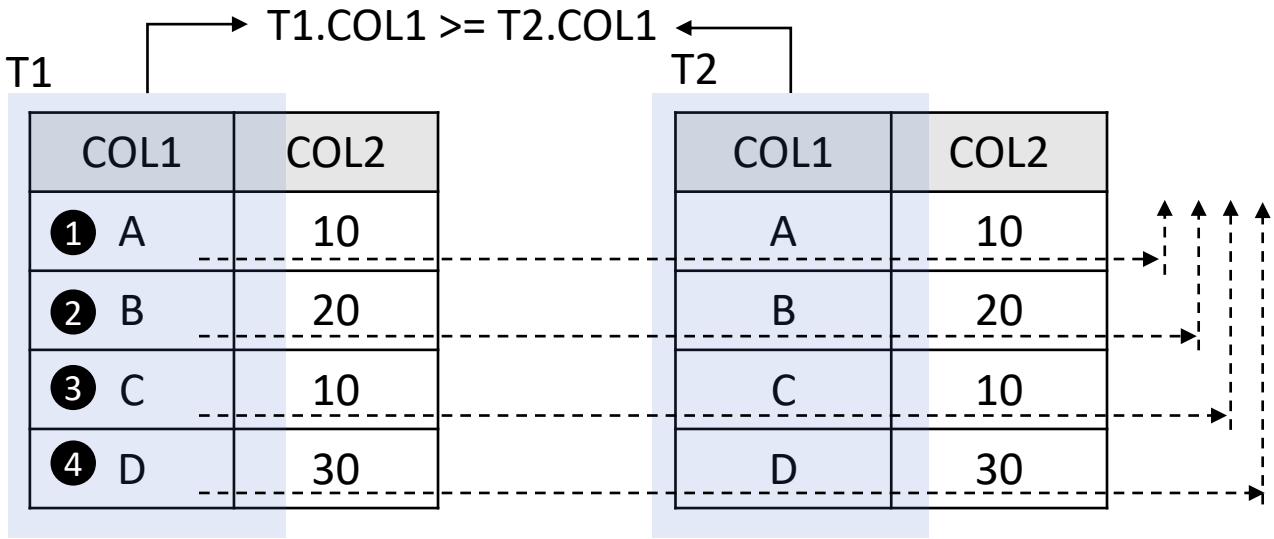 T1.COL1 >= T2.COL1
T1 T2
COL1 COL2 COL1 COL2
1 A 10 A 10
2 B 20 B 20
3 C 10 C 10
4 D 30 D 30